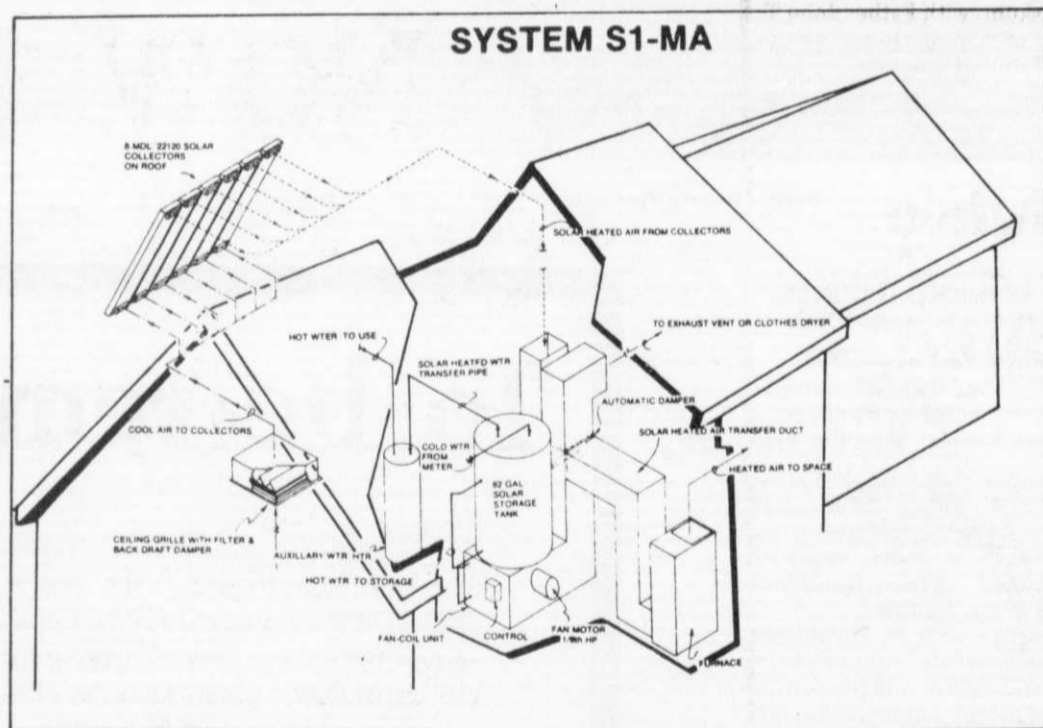 SYSTEM S1-MA
8 MDL 22120 SOLAR
COLLECTORS
ON ROOF
SOLAR HEATED AIR FROM COLLECTORS
HOT WTER TO USE
TO EXHAUST VENT OR CLOTHES DRYER
SOLAR HEATED WTR
TRANSFER PIPE
AUTOMATIC DAMPER
COOL AIR TO COLLECTORS
SOLAR HEATED AIR TRANSFER DUCT
COLD WTR
FROM
METER
HEATED AIR TO SPACE
82 GAL
SOLAR
STORAGE
TANK
CEILING GRILLE WITH FILTER &
BACK DRAFT DAMPER
AUXILLARY WTR HTR
HOT WTR TO STORAGE
FAN-COIL UNIT
CONTROL
FAN MOTOR
HP
FURNACE